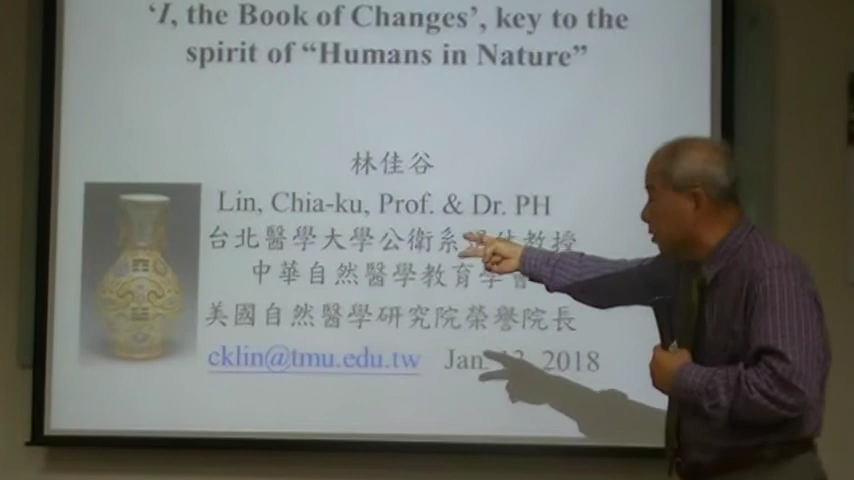 ‘I, the Book of Changes’, key to the
spirit of “Humans in Nature”
林佳谷
Lin, Chia-ku, Prof. & Dr. PH
台北醫學大學公衛系 教授
中華自然醫學教育學會
美國自然醫學研究院榮譽院長
cklin@tmu.edu.tw
Jan. 2018